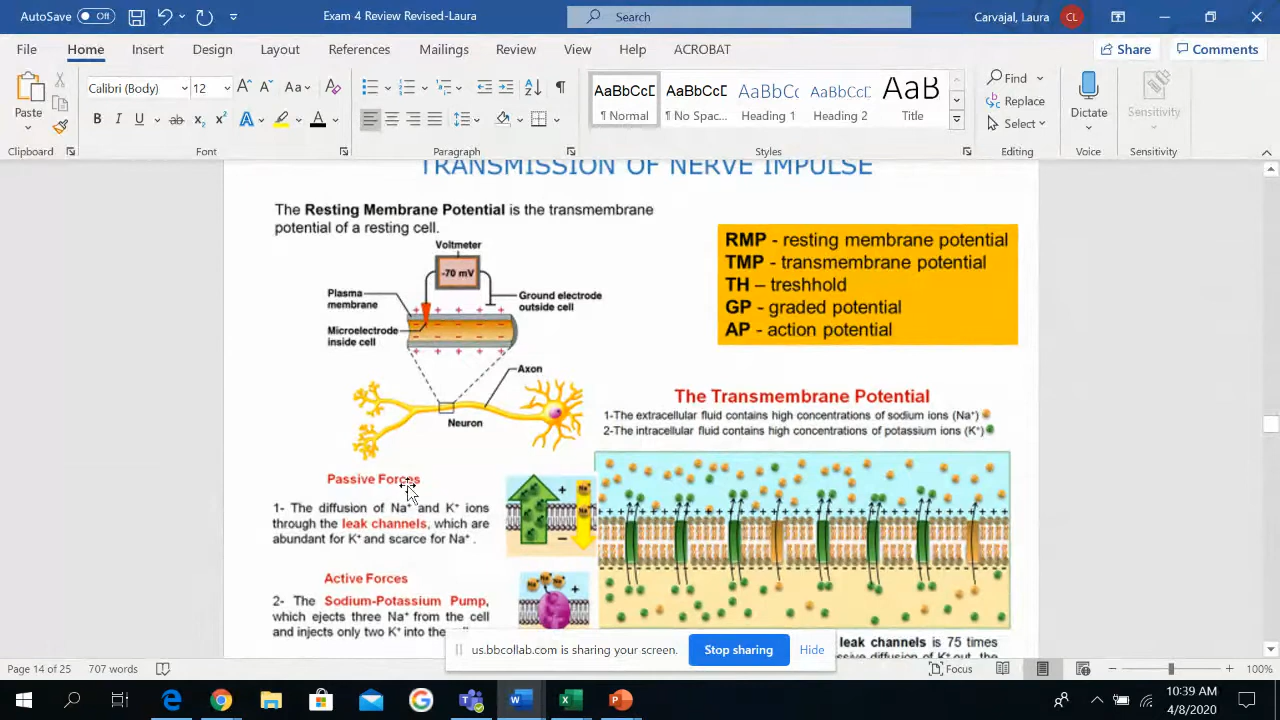 AutoSave Off
Exam 4 Review Revised-Laura
Search
Carvajal, Laura CL
File Home Insert Design Layout References Mailings Review View Help ACROBAT
Share Comments
Calibri (Body) 12
AaBbCcD AaBbCcD AaBbCc AaBbCcD AaB
Find
Replace
Select
Paste
Dictate Sensitivity
¶ Normal ¶ No Spac... Heading 1 Heading 2 Title
Clipboard Font Paragraph Styles Editing Voice Sensitivity
TRANSMISSION OF NERVE IMPULSE
The Resting Membrane Potential is the transmembrane
potential of a resting cell.
Voltmeter
-70 mV
Plasma
membrane
Ground electrode
outside cell
Microelectrode
inside cell
Axon
Neuron
RMP - resting membrane potential
TMP - transmembrane potential
TH – treshhold
GP - graded potential
AP - action potential
The Transmembrane Potential
1-The extracellular fluid contains high concentrations of sodium ions (Na⁺)
2-The intracellular fluid contains high concentrations of potassium ions (K⁺)
Passive Forces
1- The diffusion of Na⁺ and K⁺ ions
through the leak channels, which are
abundant for K⁺ and scarce for Na⁺.
Active Forces
2- The Sodium-Potassium Pump,
which ejects three Na⁺ from the cell
and injects only two K⁺ into the
leak channels is 75 times
diffusion of K⁺ out, the
us.bbcollab.com is sharing your screen. Stop sharing Hide
Page 14 of 25 707 words
Focus
100%
10:39 AM
4/8/2020